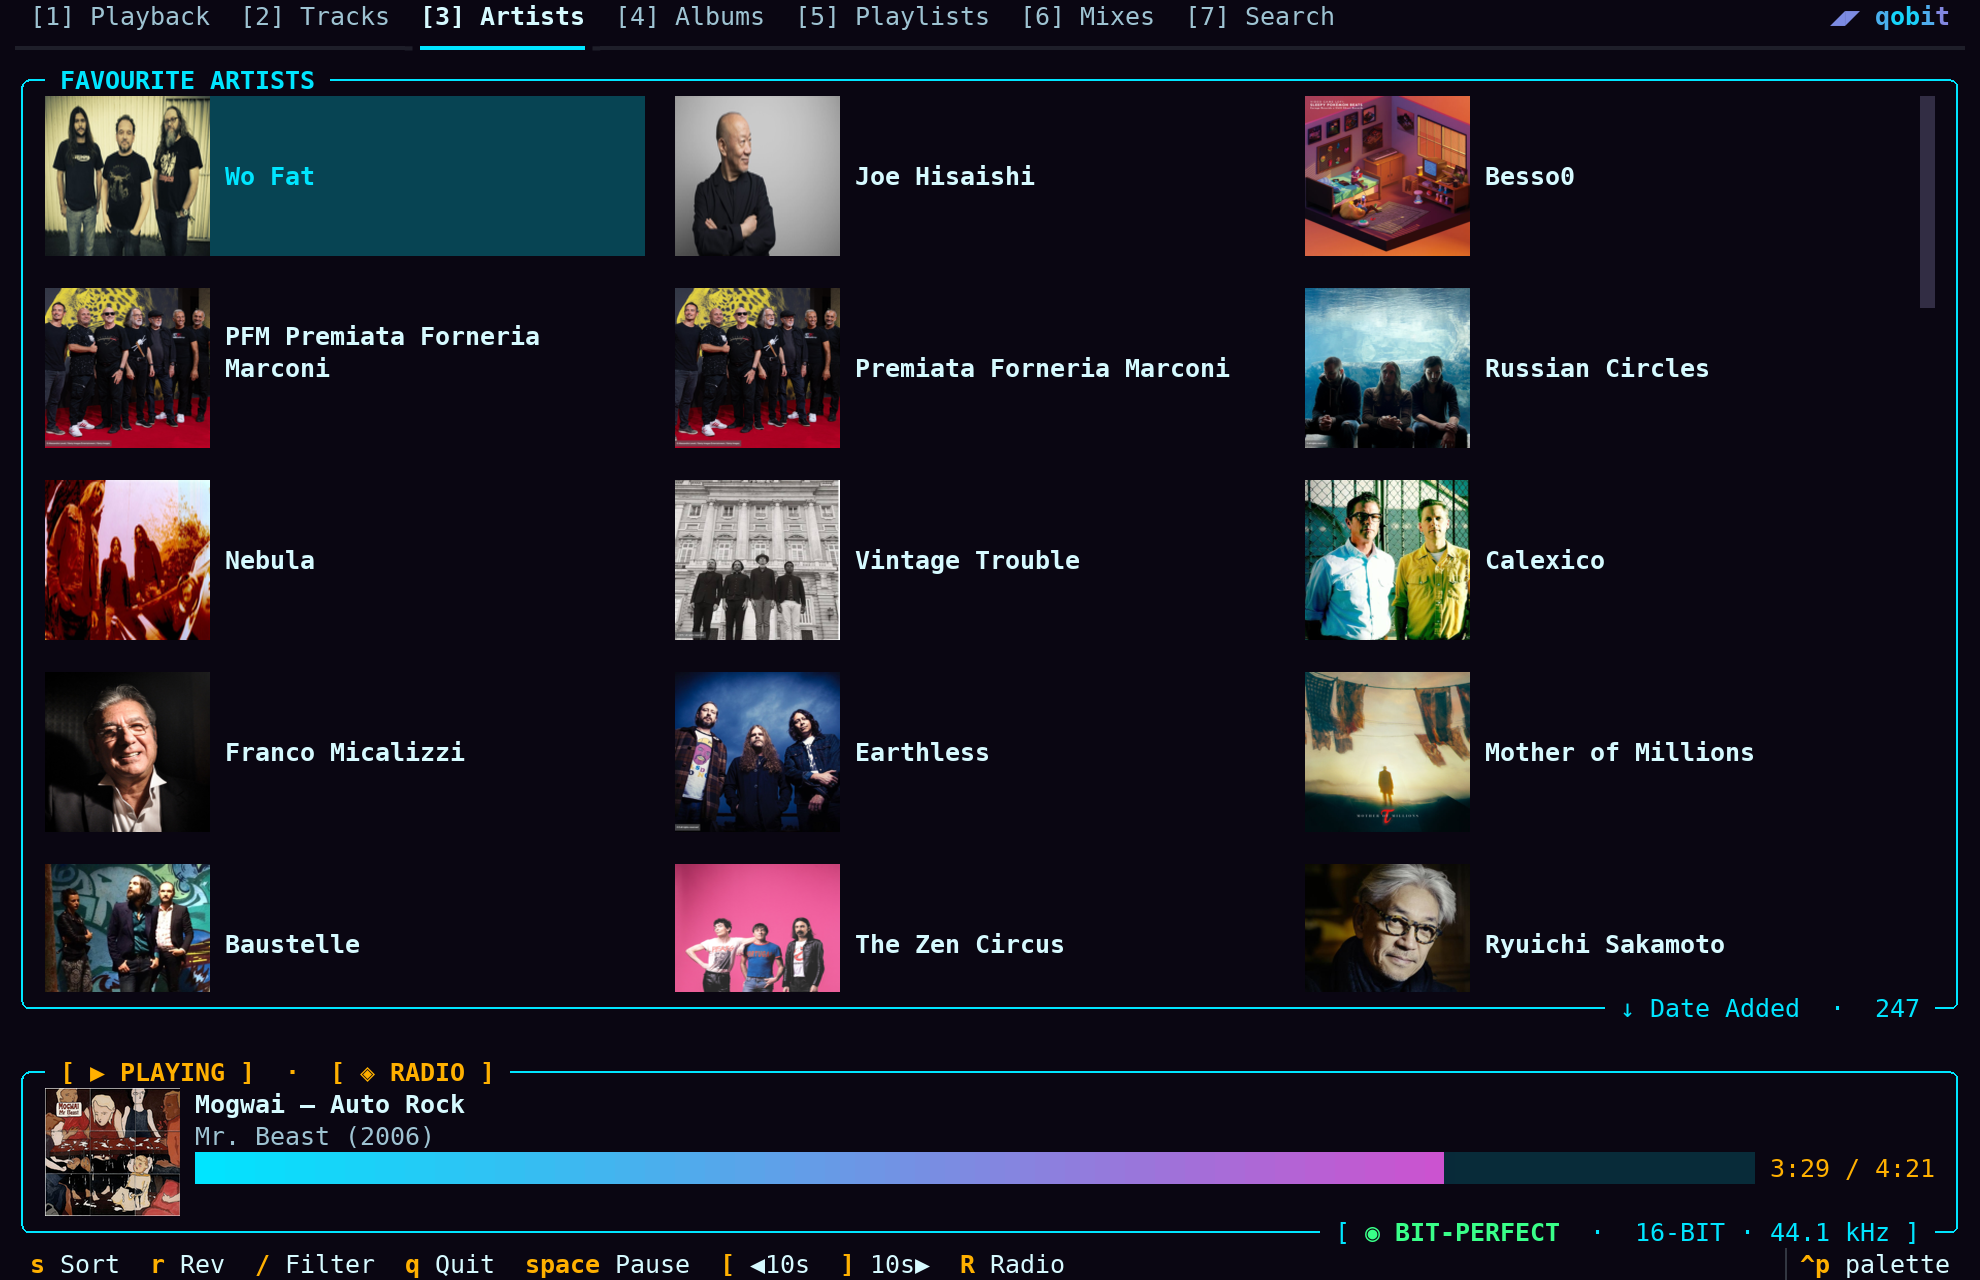 [1] Playback [2] Tracks [3] Artists [4] Albums [5] Playlists [6] Mixes [7] Search qobit
FAVOURITE ARTISTS
Wo Fat
Joe Hisaishi
Besso0
PFM Premiata Forneria
Marconi
Premiata Forneria Marconi
Russian Circles
Nebula
Vintage Trouble
Calexico
Franco Micalizzi
Earthless
Mother of Millions
Baustelle
The Zen Circus
Ryuichi Sakamoto
↓ Date Added · 247
[ ▶ PLAYING ] · [ ◈ RADIO ]
Mogwai — Auto Rock
Mr. Beast (2006)
3:29 / 4:21
[ ◉ BIT-PERFECT · 16-BIT · 44.1 kHz ]
s Sort r Rev / Filter q Quit space Pause [ ◀10s ] 10s▶ R Radio ^p palette